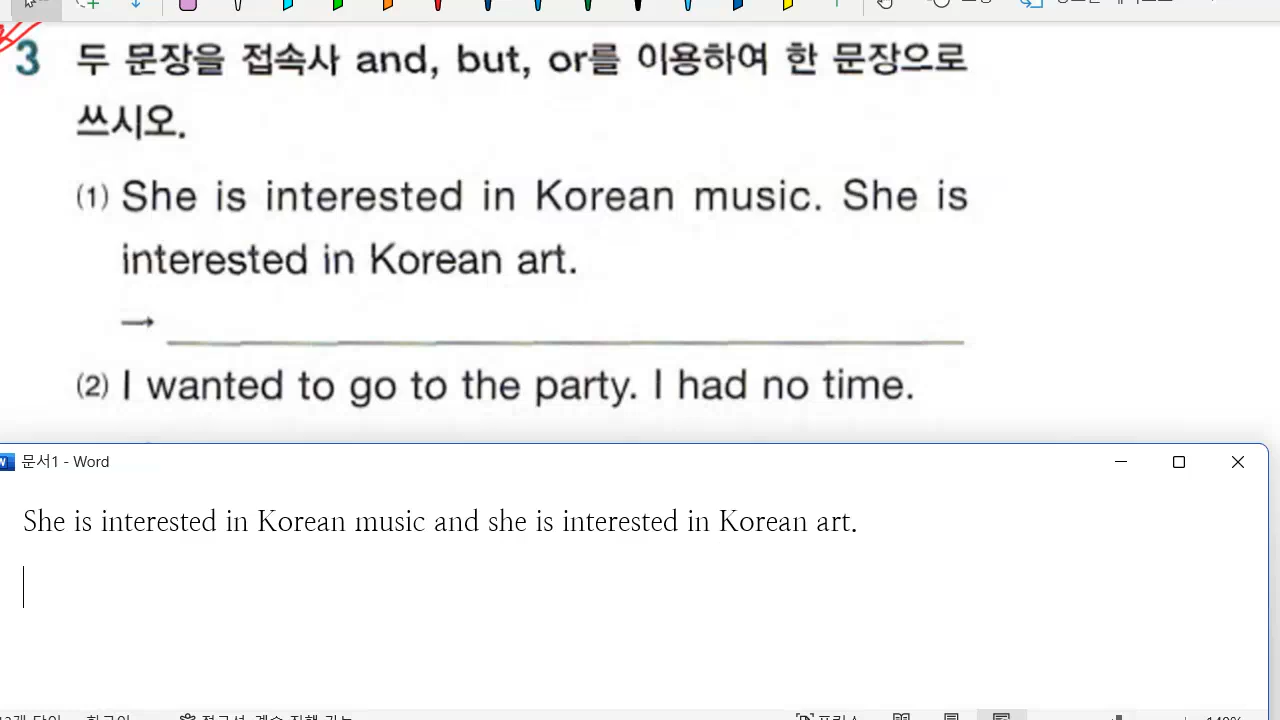 3 두 문장을 접속사 and, but, or를 이용하여 한 문장으로
쓰시오.
(1) She is interested in Korean music. She is
interested in Korean art.
→
(2) I wanted to go to the party. I had no time.
문서1 - Word
She is interested in Korean music and she is interested in Korean art.